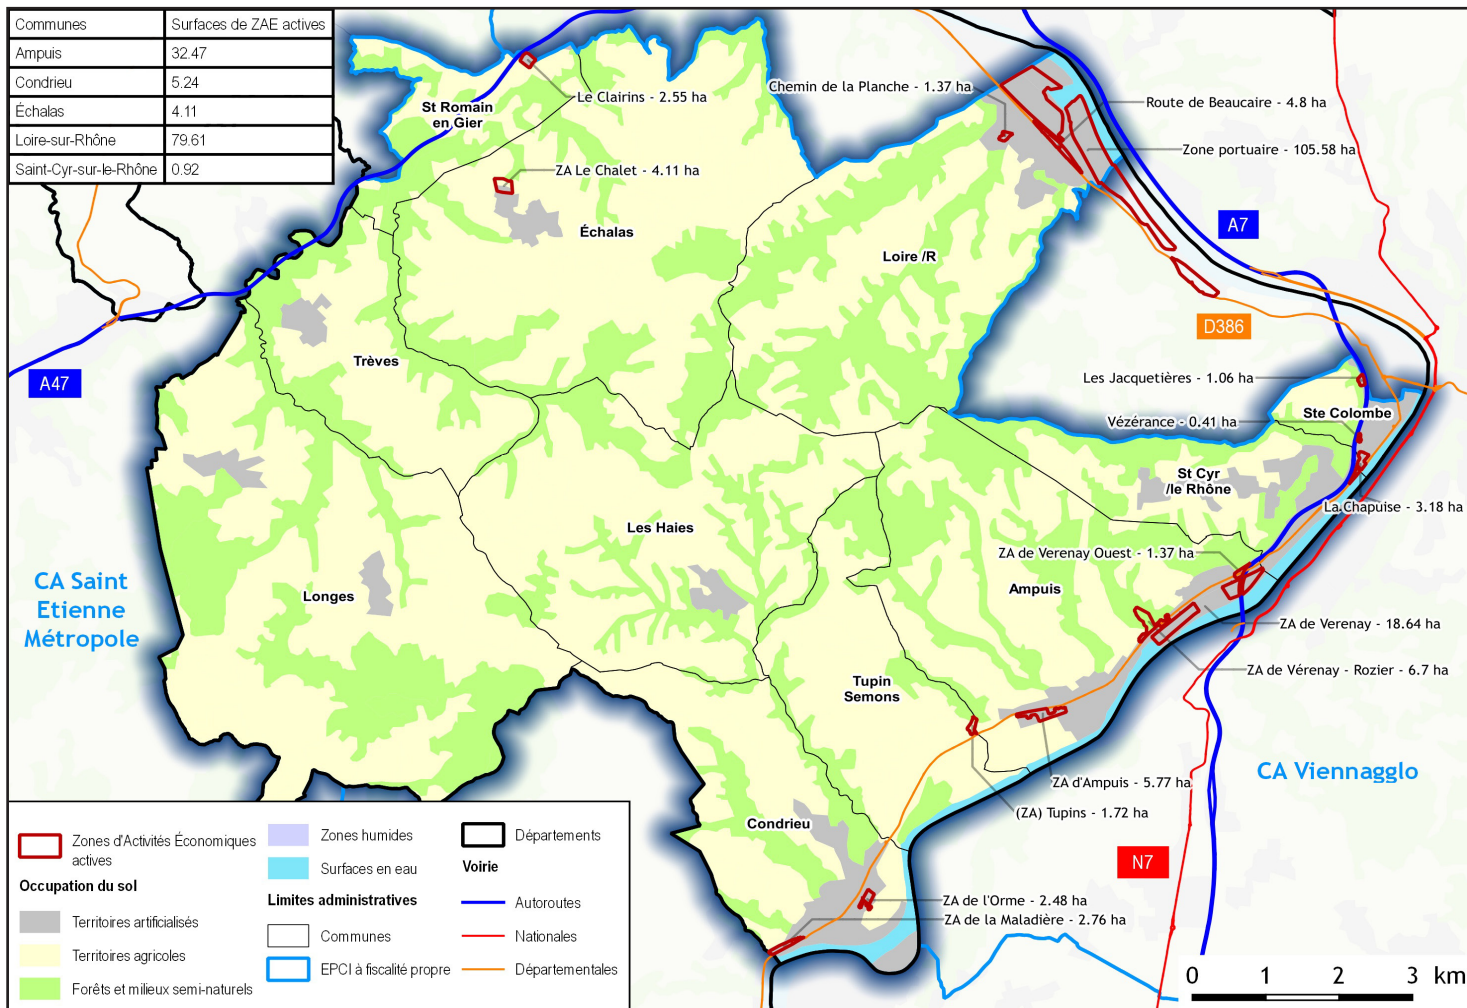 Communes Surfaces de ZAE actives
Ampuis 32.47
Condrieu 5.24
Échalas 4.11
Loire-sur-Rhône 79.61
Saint-Cyr-sur-le-Rhône 0.92
Chemin de la Planche - 1.37 ha
Le Clairins - 2.55 ha
Route de Beaucaire - 4.8 ha
St Romain
en Gier
Zone portuaire - 105.58 ha
ZA Le Chalet - 4.11 ha
Échalas
A7
Loire /R
D386
Trèves
A47
Les Jacquetières - 1.06 ha
Vézérance - 0.41 ha
Ste Colombe
St Cyr
/le Rhône
La Chapuise - 3.18 ha
Les Haies
ZA de Verenay Ouest - 1.37 ha
CA Saint
Etienne
Métropole
Longes
Ampuis
ZA de Verenay - 18.64 ha
ZA de Vérenay - Rozier - 6.7 ha
Tupin
Semons
CA Viennagglo
ZA d'Ampuis - 5.77 ha
(ZA) Tupins - 1.72 ha
Condrieu
N7
ZA de l'Orme - 2.48 ha
ZA de la Maladière - 2.76 ha
Zones d'Activités Économiques
actives
Occupation du sol
Territoires artificialisés
Territoires agricoles
Forêts et milieux semi-naturels
Zones humides
Surfaces en eau
Limites administratives
Communes
EPCI à fiscalité propre
Départements
Voirie
Autoroutes
Nationales
Départementales
0 1 2 3 km